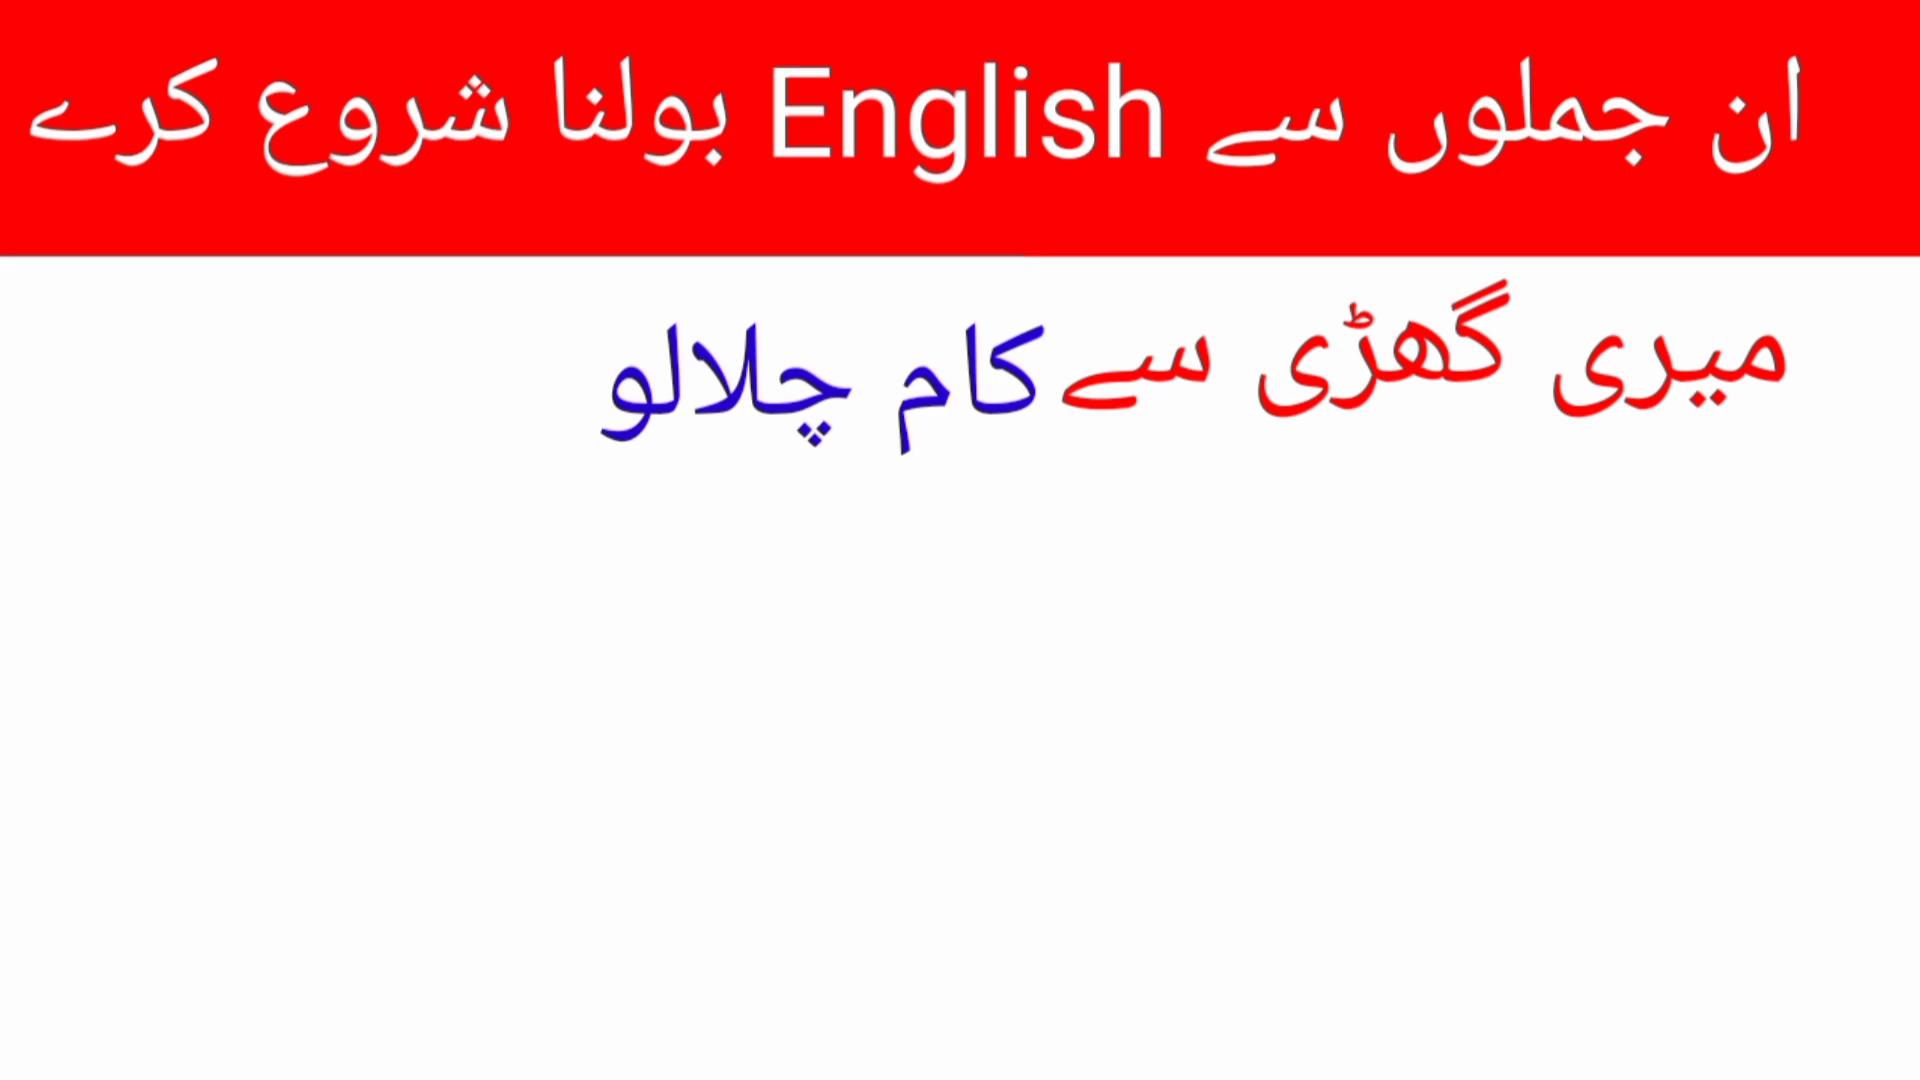 ان جملوں سے English بولنا شروع کرے
میری گھڑی سے کام چلالو